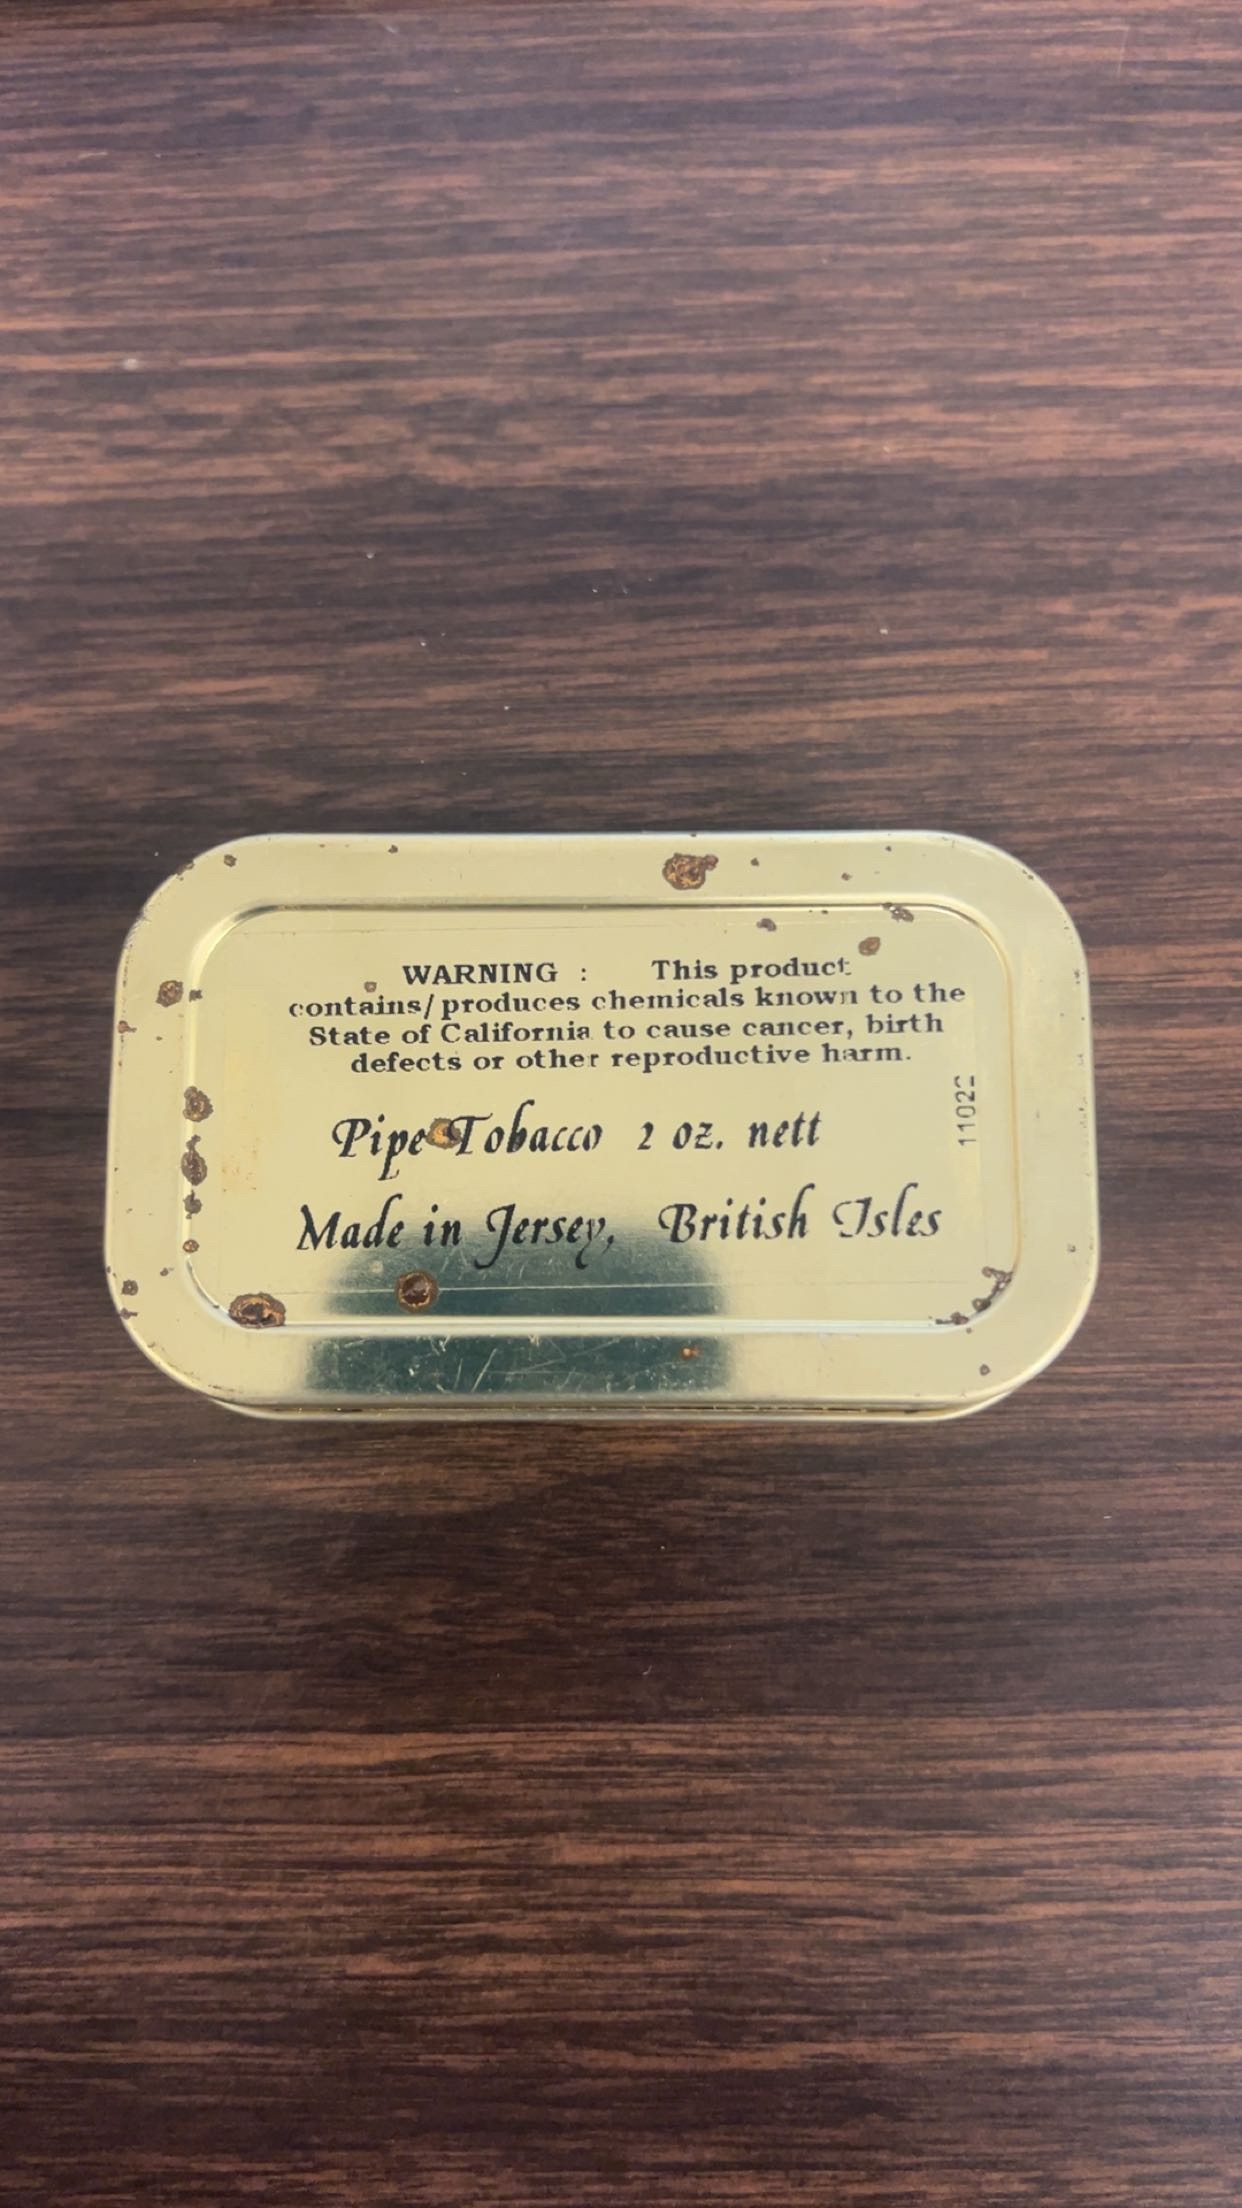 WARNING : This product
contains/produces chemicals known to the
State of California to cause cancer, birth
defects or other reproductive harm.
Pipe Tobacco 2 oz. nett
Made in Jersey, British Isles
11022